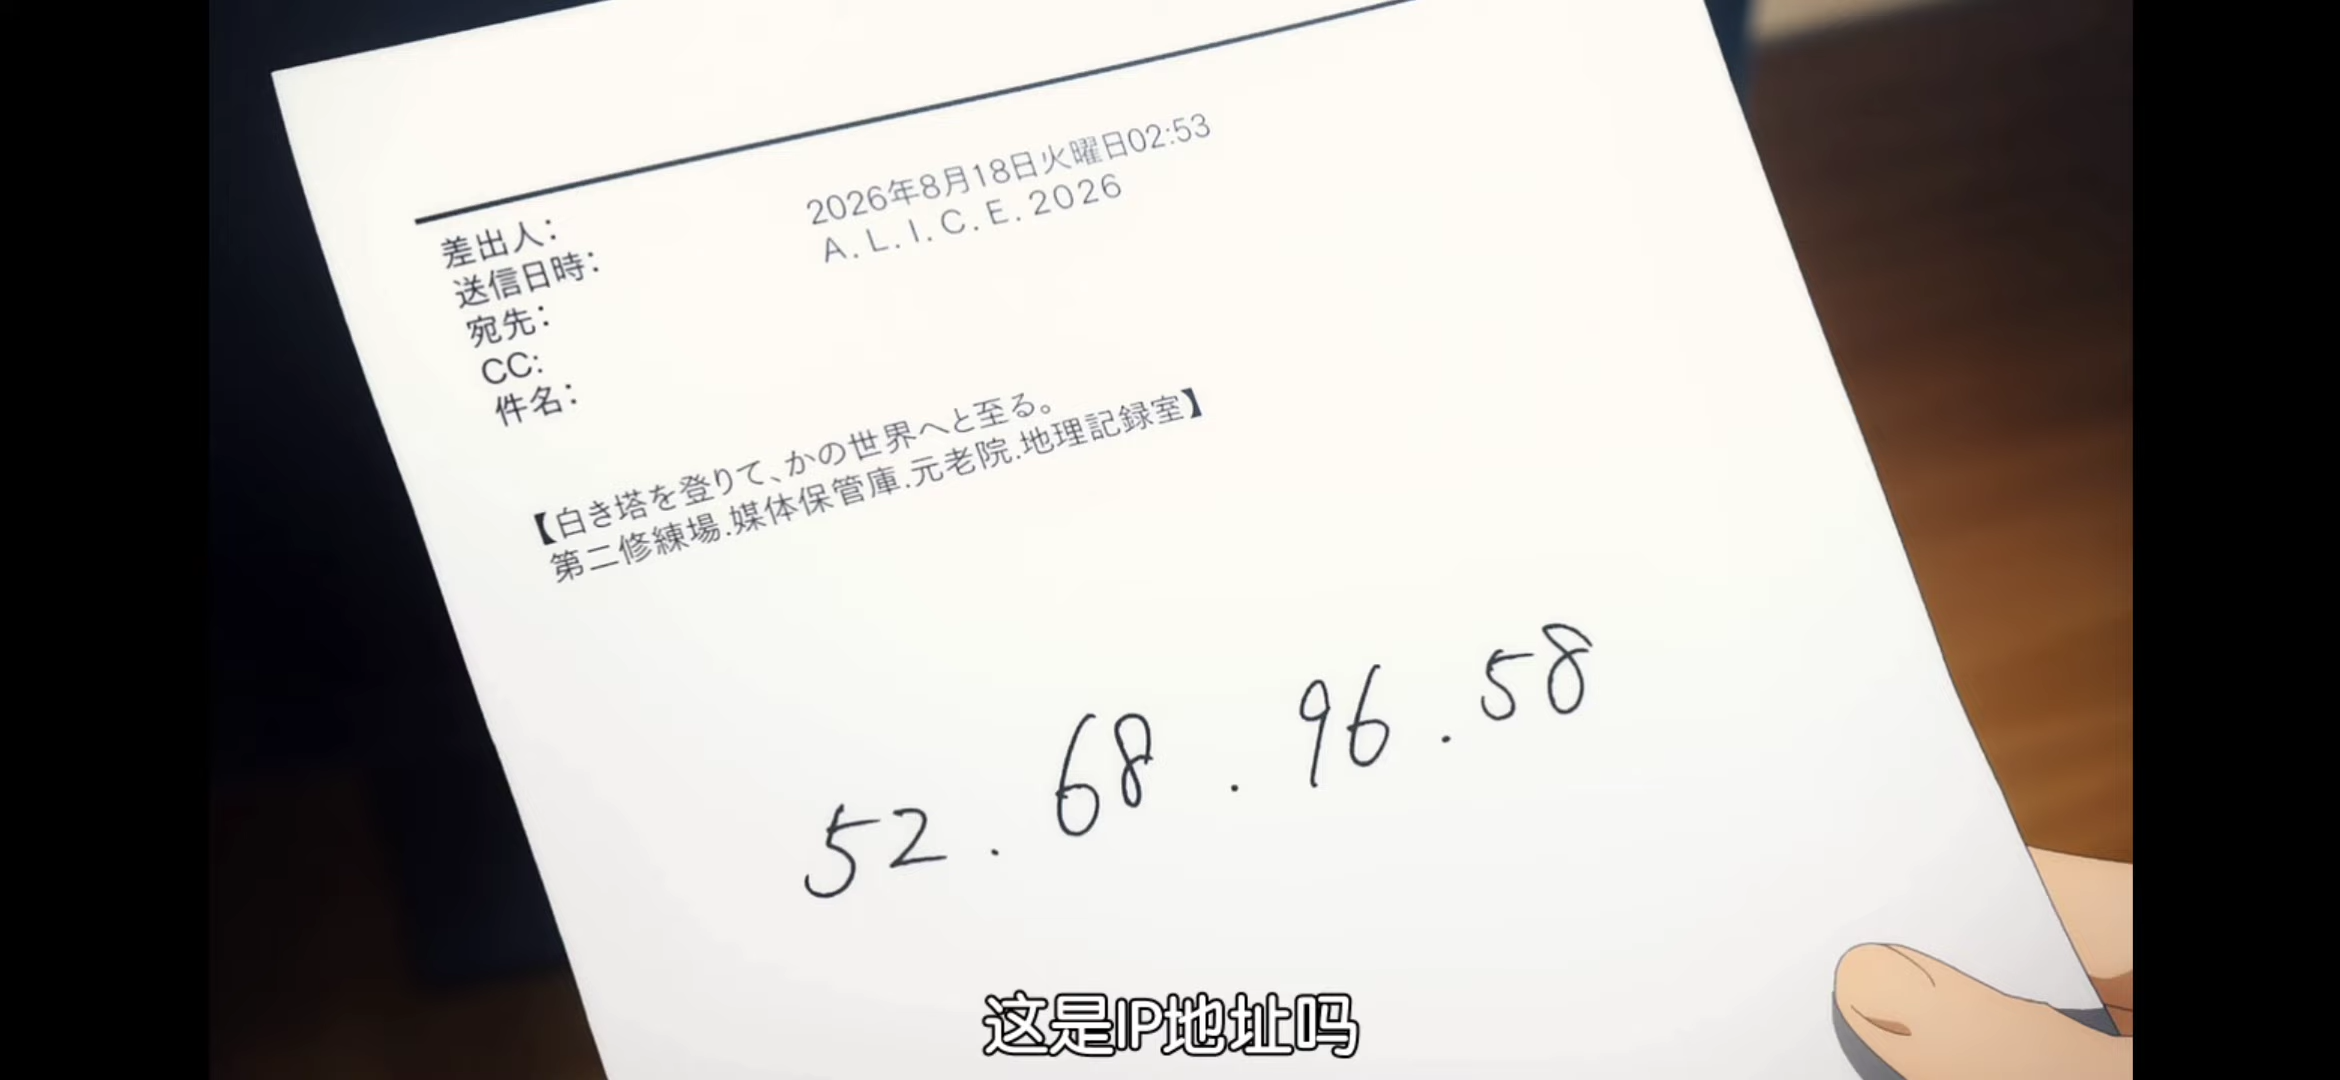 2026年8月18日火曜日02:53
A.L.I.C.E.2026
差出人：
送信日時：
宛先：
CC:
件名：
【白き塔を登りて、かの世界へと至る。
第二修練場.媒体保管庫.元老院.地理記録室】
52.68.96.58
这是IP地址吗